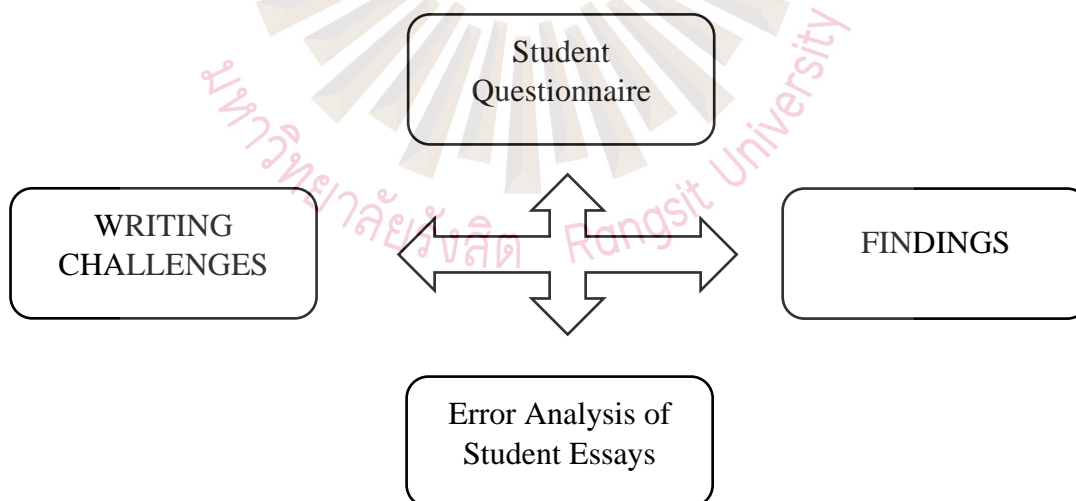 Student
Questionnaire
มหาวิทยาลัยรังสิต Rangsit University
WRITING
CHALLENGES
FINDINGS
Error Analysis of
Student Essays